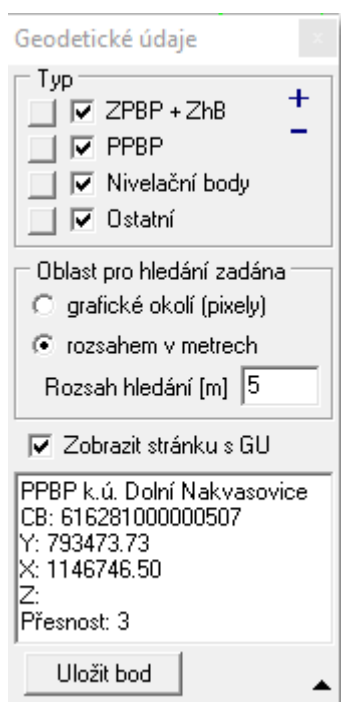 Geodetické údaje
Typ
ZPBP + ZhB
PPBP
Nivelační body
Ostatní
Oblast pro hledání zadána
grafické okolí (pixely)
rozsahem v metrech
Rozsah hledání [m] 5
Zobrazit stránku s GU
PPBP k.ú. Dolní Nakvasovice
CB: 616281000000507
Y: 793473.73
X: 1146746.50
Z:
Přesnost: 3
Uložit bod